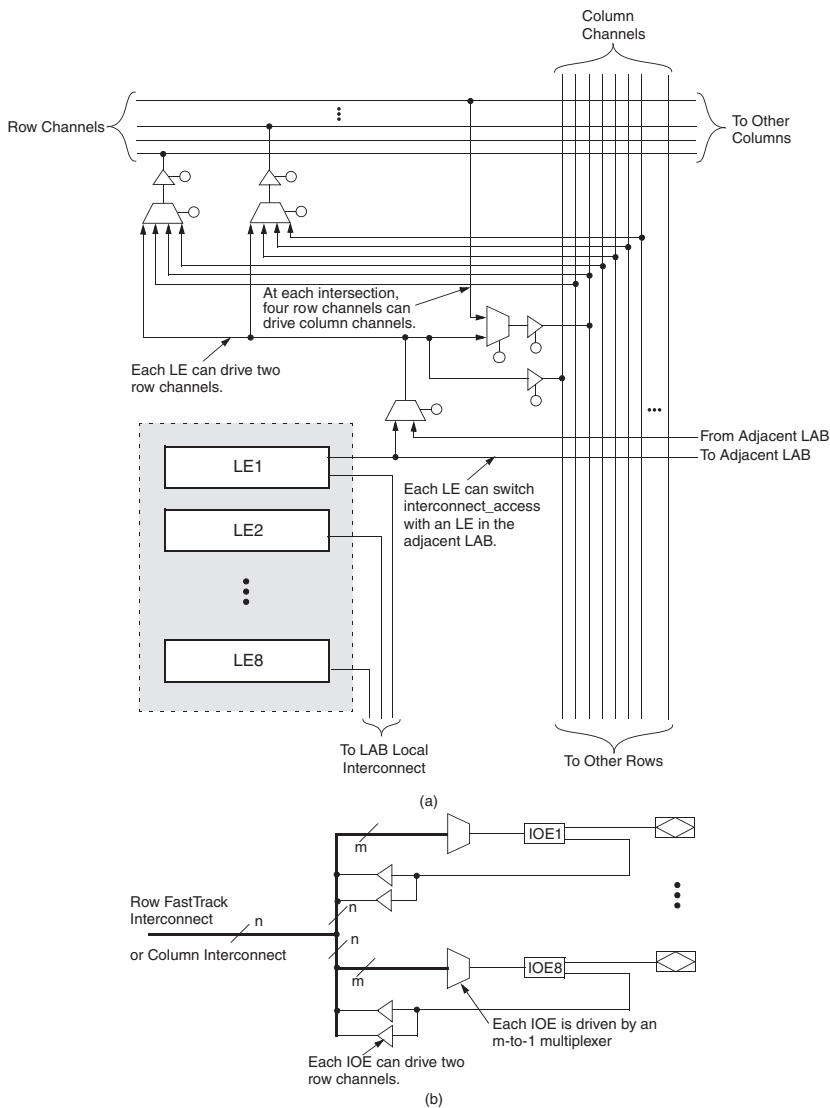 Column
Channels
Row Channels
To Other
Columns
At each intersection,
four row channels can
drive column channels.
Each LE can drive two
row channels.
From Adjacent LAB
To Adjacent LAB
LE1
Each LE can switch
interconnect_access
with an LE in the
adjacent LAB.
LE2
LE8
To LAB Local
Interconnect
To Other Rows
(a)
m
IOE1
Row FastTrack
Interconnect
n
n
or Column Interconnect
n
m
IOE8
Each IOE is driven by an
m-to-1 multiplexer
Each IOE can drive two
row channels.
(b)